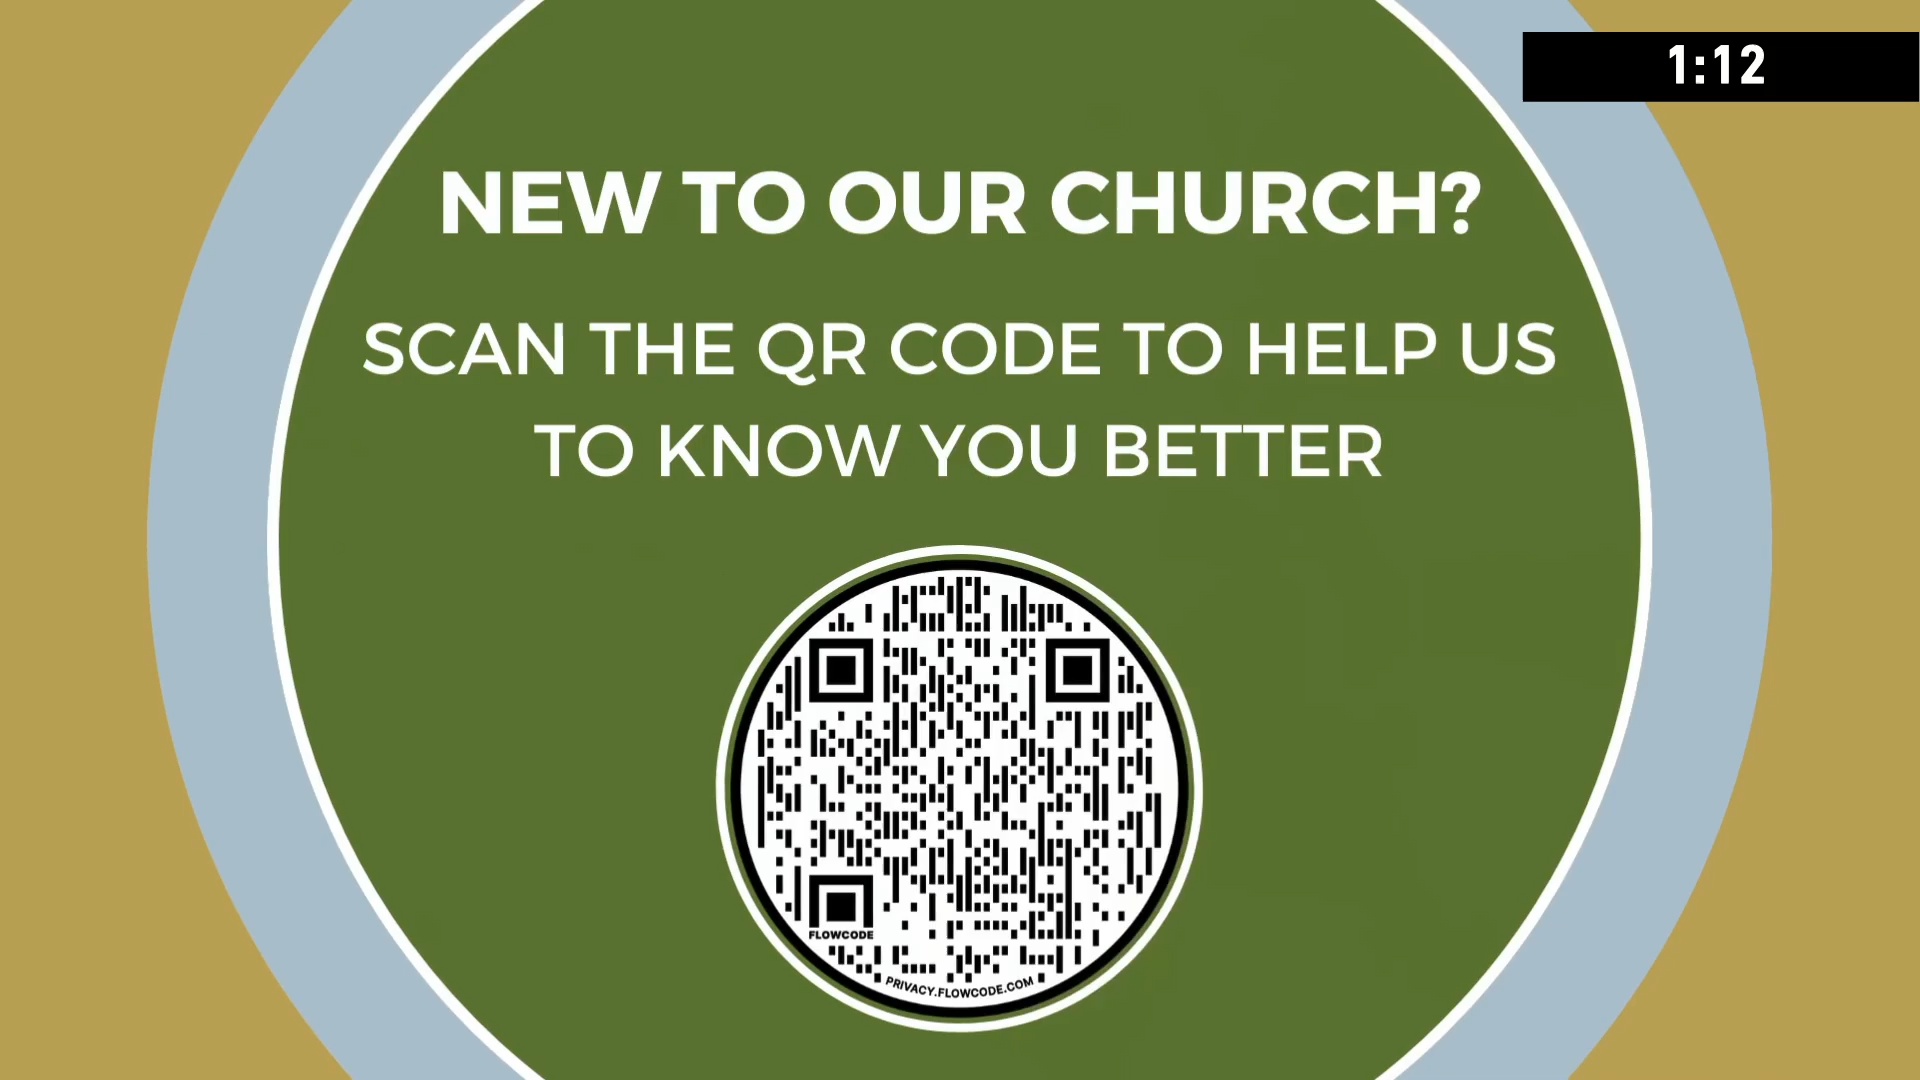 1:12
NEW TO OUR CHURCH?
SCAN THE QR CODE TO HELP US
TO KNOW YOU BETTER
FLOWCODE
PRIVACY.FLOWCODE.COM